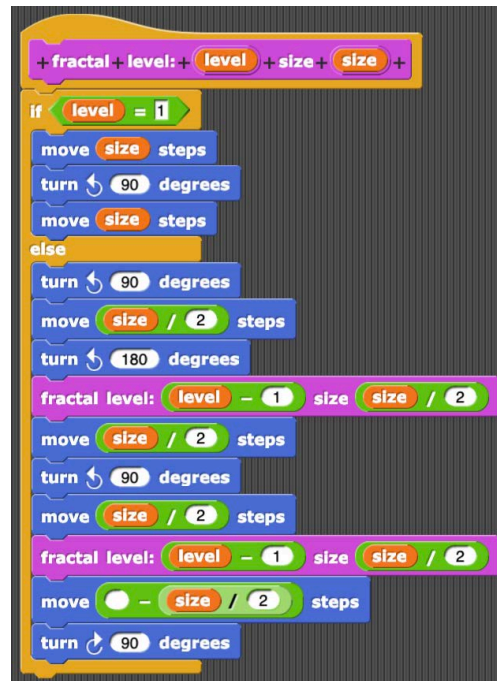 +fractal+level:+ level +size+ size +
if level = 1
move size steps
turn 90 degrees
move size steps
else
turn 90 degrees
move size / 2 steps
turn 180 degrees
fractal level: level - 1 size size / 2
move size / 2 steps
turn 90 degrees
move size / 2 steps
fractal level: level - 1 size size / 2
move - size / 2 steps
turn 90 degrees